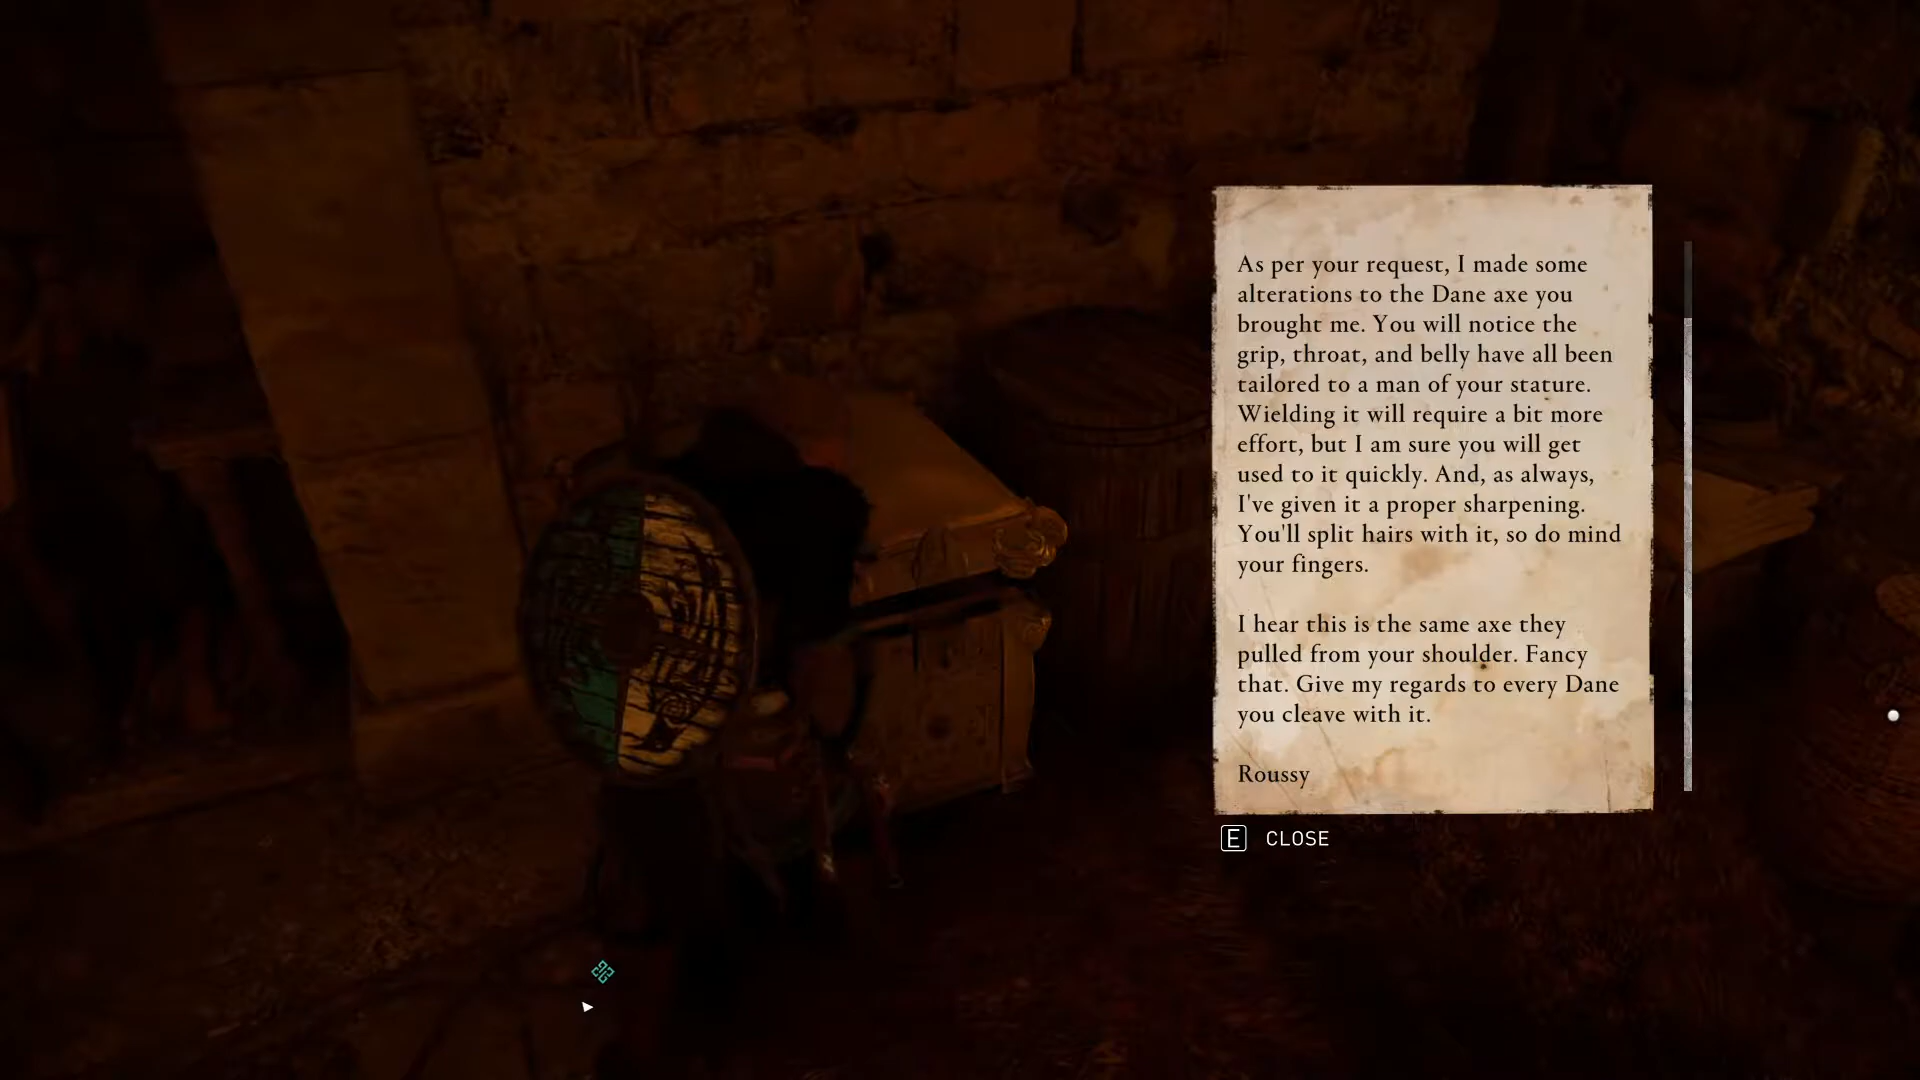 As per your request, I made some
alterations to the Dane axe you
brought me. You will notice the
grip, throat, and belly have all been
tailored to a man of your stature.
Wielding it will require a bit more
effort, but I am sure you will get
used to it quickly. And, as always,
I've given it a proper sharpening.
You'll split hairs with it, so do mind
your fingers.
I hear this is the same axe they
pulled from your shoulder. Fancy
that. Give my regards to every Dane
you cleave with it.
Roussy
E CLOSE